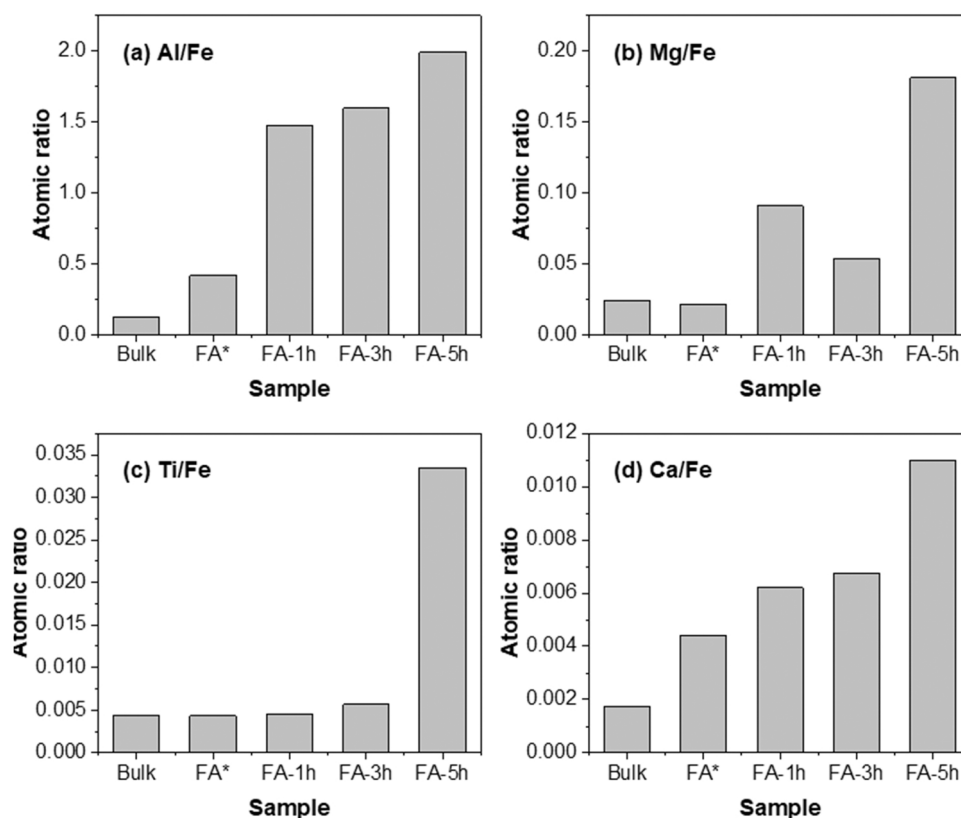 (a) Al/Fe
Atomic ratio
2.0
1.5
1.0
0.5
0.0
Bulk FA* FA-1h FA-3h FA-5h
Sample
(b) Mg/Fe
Atomic ratio
0.20
0.15
0.10
0.05
0.00
Bulk FA* FA-1h FA-3h FA-5h
Sample
(c) Ti/Fe
Atomic ratio
0.035
0.030
0.025
0.020
0.015
0.010
0.005
0.000
Bulk FA* FA-1h FA-3h FA-5h
Sample
(d) Ca/Fe
Atomic ratio
0.012
0.010
0.008
0.006
0.004
0.002
0.000
Bulk FA* FA-1h FA-3h FA-5h
Sample